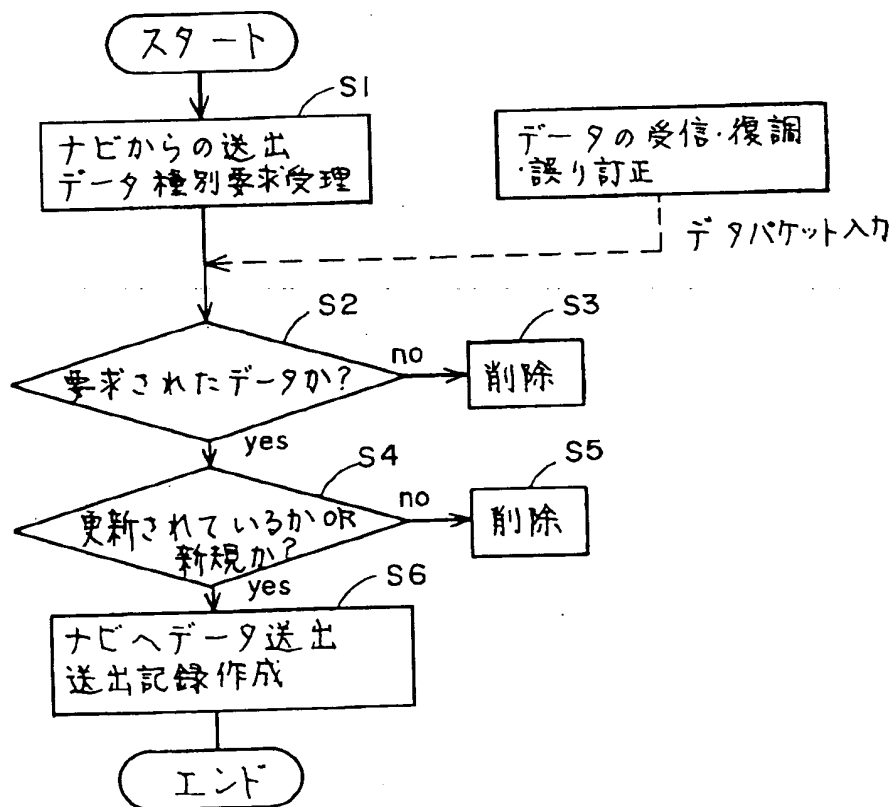 スタート
S1
ナビからの送出
データ種別要求受理
データの受信・復調
・誤り訂正
データパケット入力
S2
要求されたデータか?
no
S3
削除
yes
S4
更新されているかOR
新規か?
no
S5
削除
yes
S6
ナビへデータ送出
送出記録作成
エンド